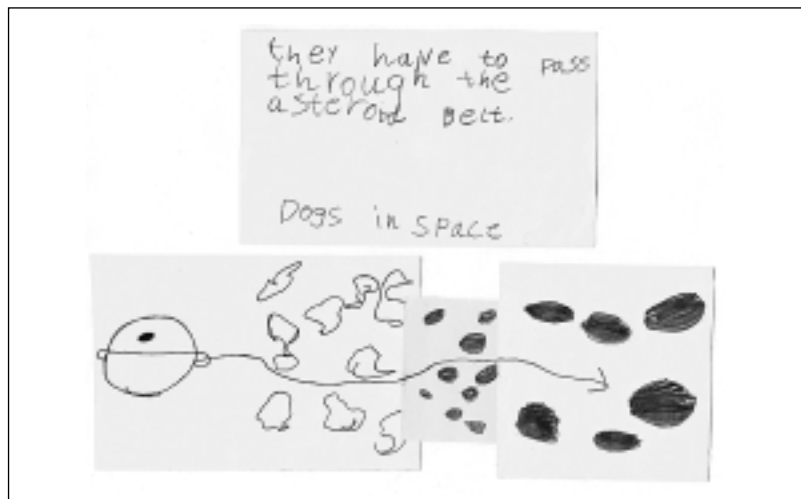 they have to pass
through the
asteroid Belt.
Dogs in space